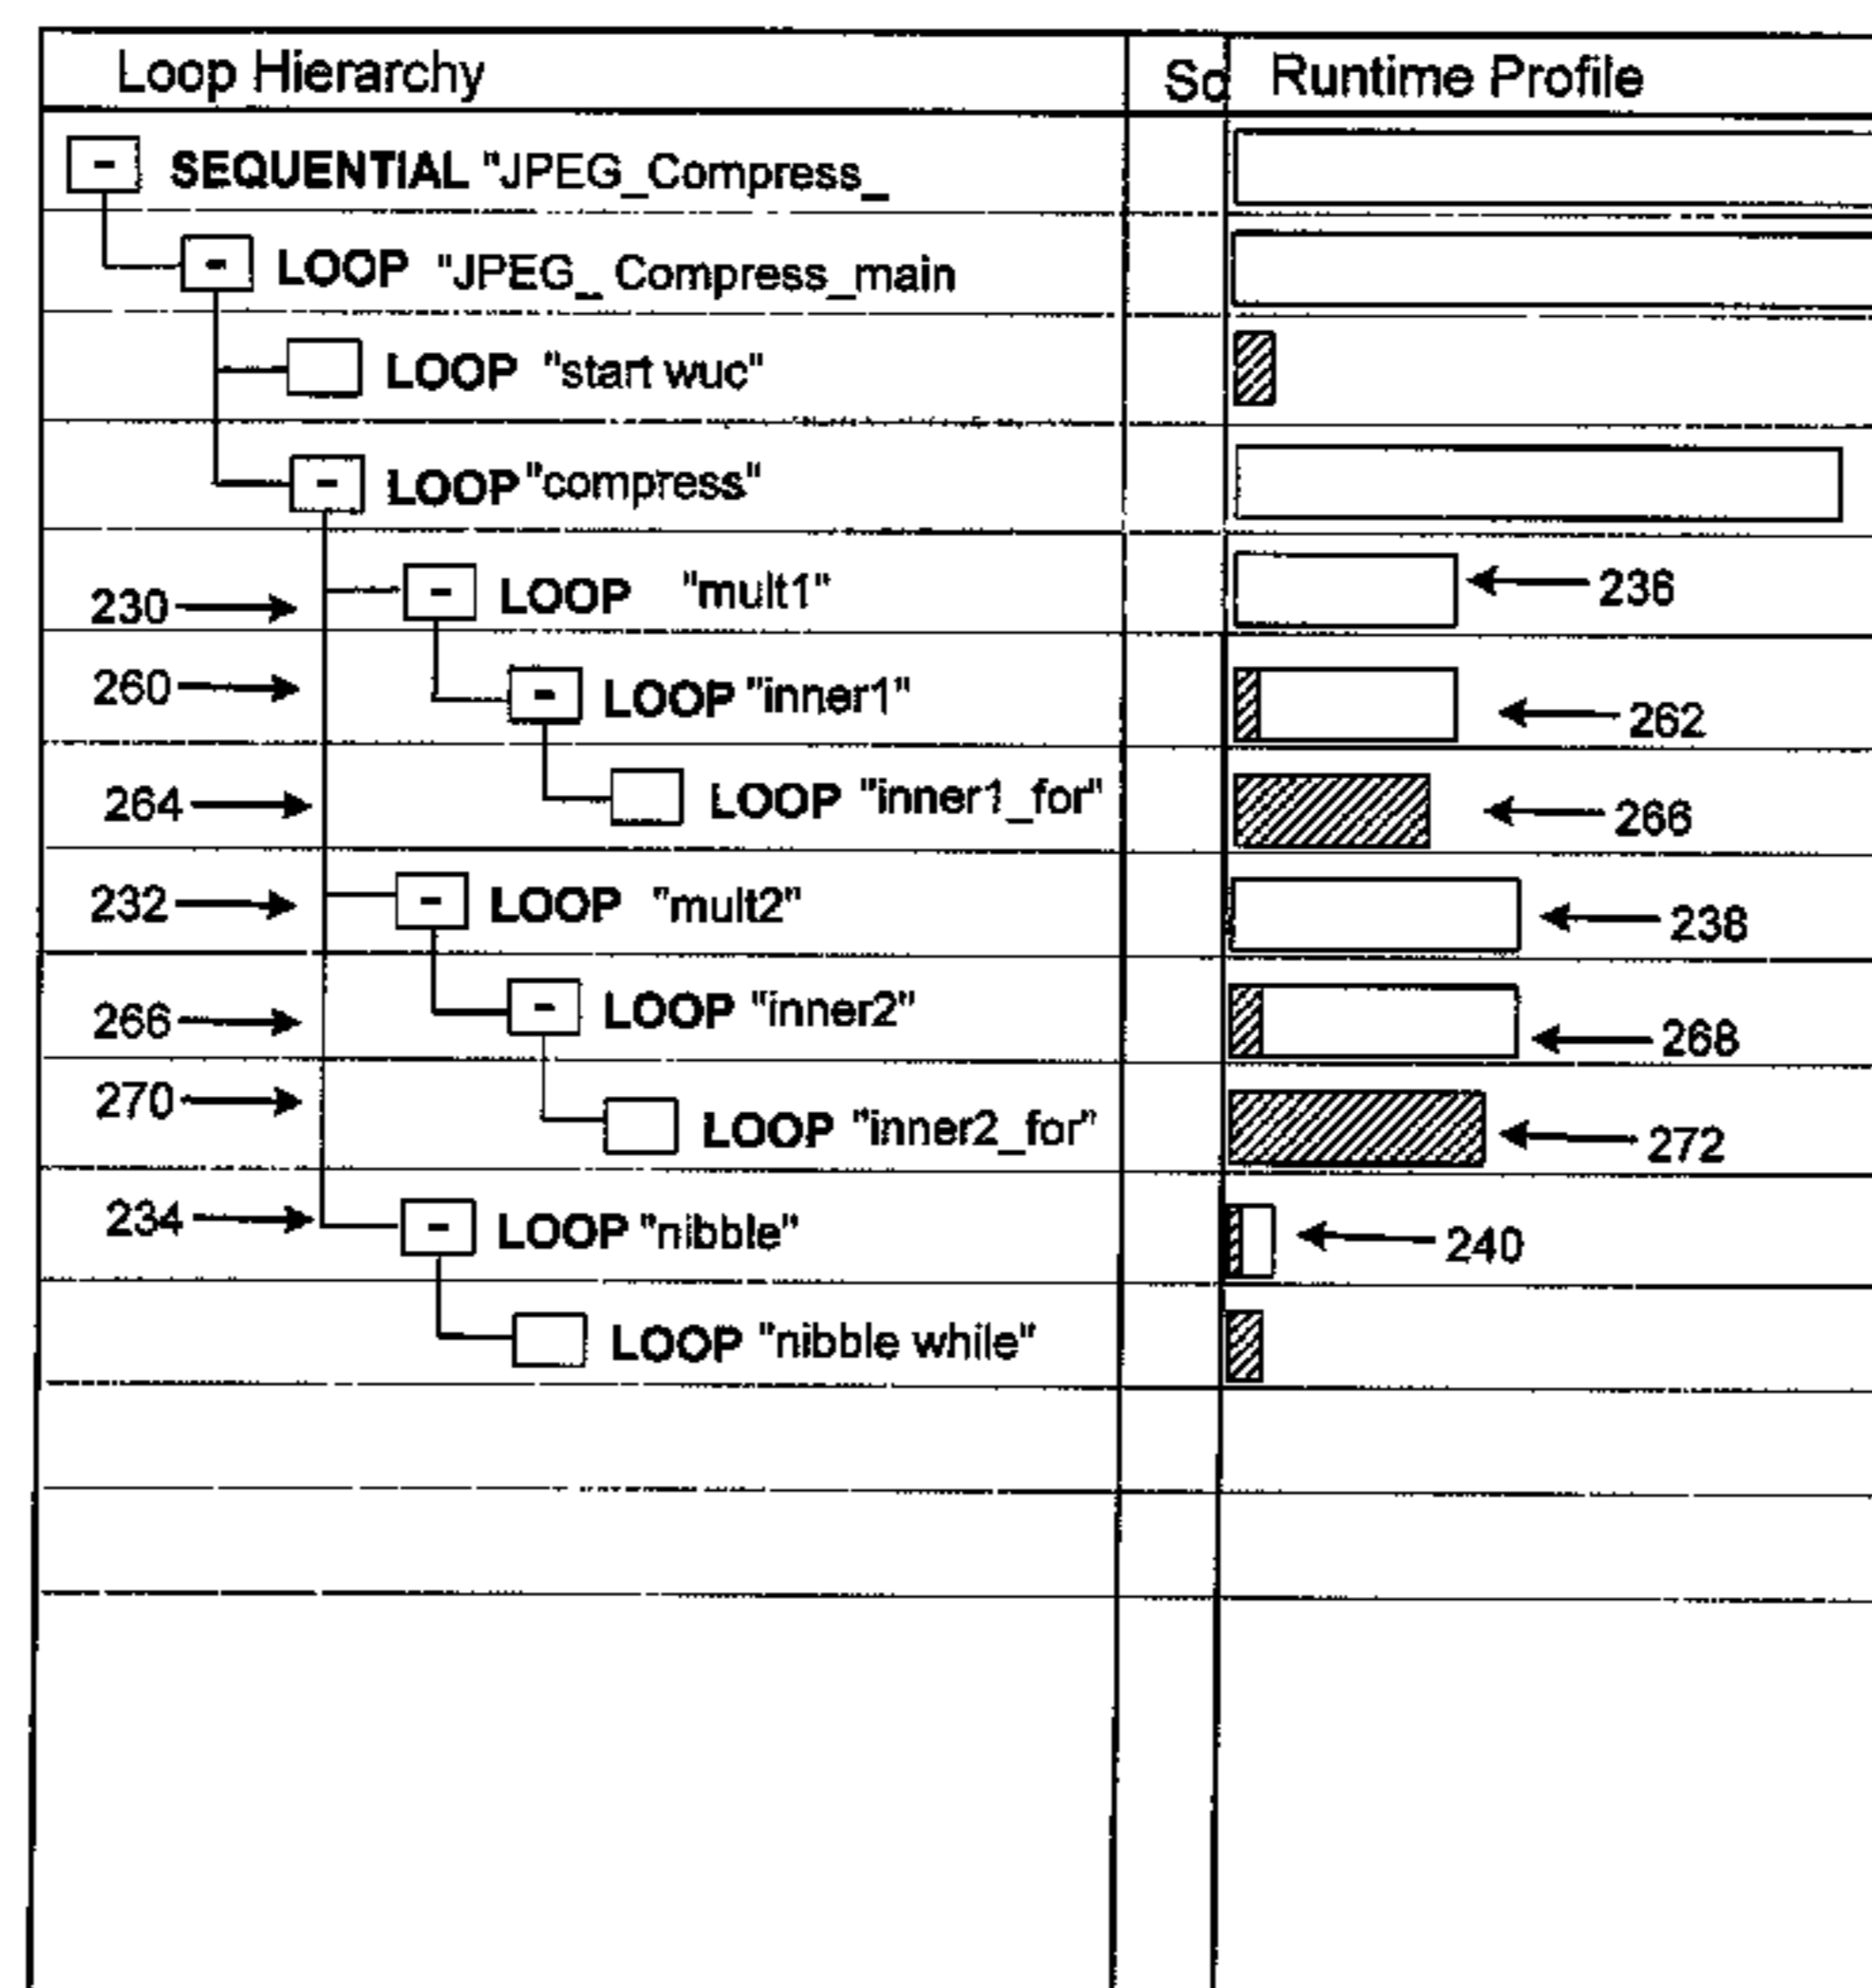 Loop Hierarchy Sc Runtime Profile
- SEQUENTIAL "JPEG_Compress_
- LOOP "JPEG_ Compress_main
LOOP "start wuc"
- LOOP "compress"
230 - LOOP "mult1" 236
260 - LOOP "inner1" 262
264 LOOP "inner1_for" 266
232 - LOOP "mult2" 238
266 - LOOP "inner2" 268
270 LOOP "inner2_for" 272
234 - LOOP "nibble" 240
LOOP "nibble while"